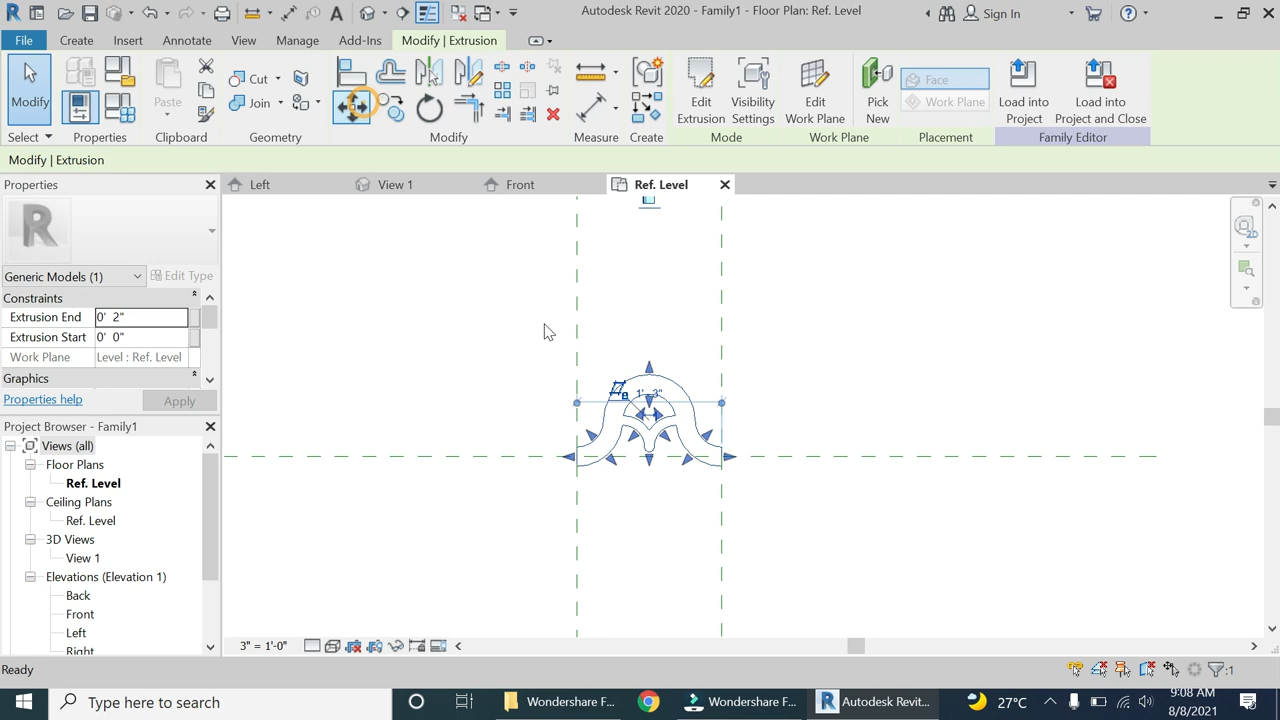 Autodesk Revit 2020 - Family1 - Floor Plan: Ref. Level
Sign In
File
Create
Insert
Annotate
View
Manage
Add-Ins
Modify | Extrusion
Modify
Paste
Cut
Join
Edit Extrusion
Visibility Settings
Edit Work Plane
Pick New
Face
Work Plane
Load into Project
Load into Project and Close
Select
Properties
Clipboard
Geometry
Modify
Measure
Create
Mode
Work Plane
Placement
Family Editor
Modify | Extrusion
Properties
Left
View 1
Front
Ref. Level
Generic Models (1)
Edit Type
Constraints
Extrusion End
0' 2"
Extrusion Start
0' 0"
Work Plane
Level : Ref. Level
Graphics
Properties help
Apply
1' 3"
2D
Project Browser - Family1
Views (all)
Floor Plans
Ref. Level
Ceiling Plans
Ref. Level
3D Views
View 1
Elevations (Elevation 1)
Back
Front
Left
Right
3" = 1'-0"
Ready
:1
Type here to search
Wondershare F...
Wondershare F...
Autodesk Revit...
27°C
9:08 AM
8/8/2021